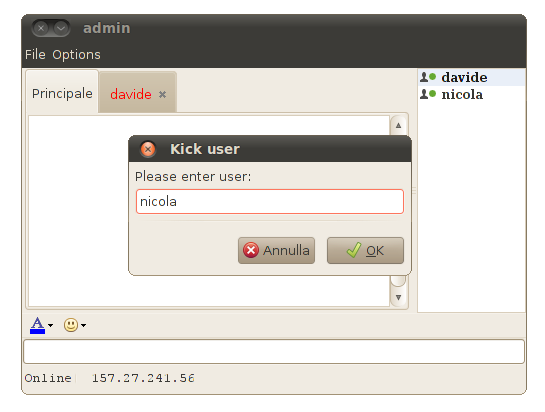 admin
File Options
Principale davide
davide
nicola
Kick user
Please enter user:
nicola
Annulla OK
A
Online 157.27.241.56